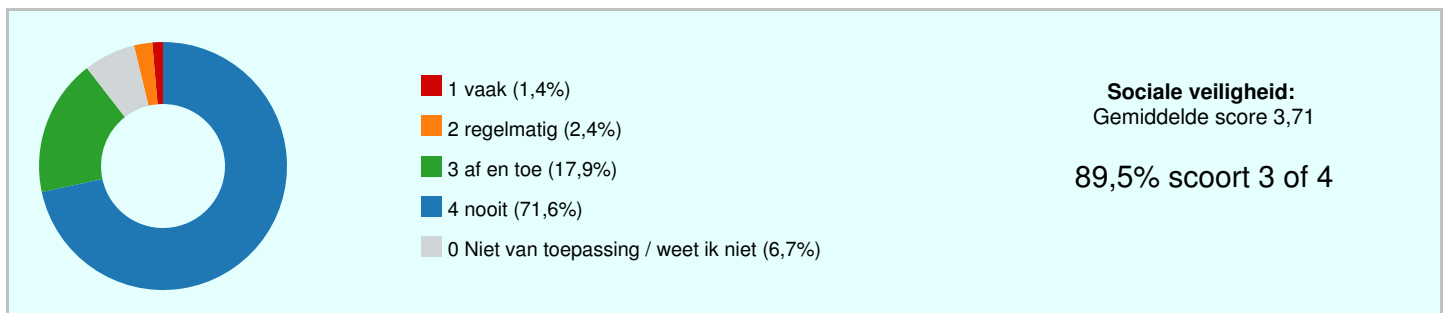 1 vaak (1,4%)
2 regelmatig (2,4%)
3 af en toe (17,9%)
4 nooit (71,6%)
0 Niet van toepassing / weet ik niet (6,7%)
Sociale veiligheid:
Gemiddelde score 3,71
89,5% scoort 3 of 4